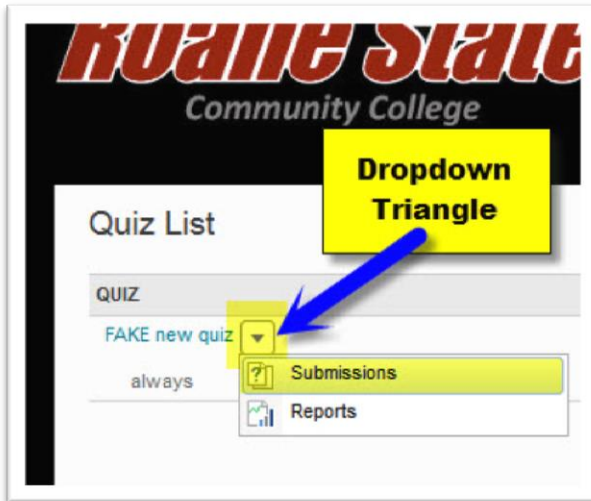 Roane State
Community College
Dropdown
Triangle
Quiz List
QUIZ
FAKE new quiz
always
Submissions
Reports